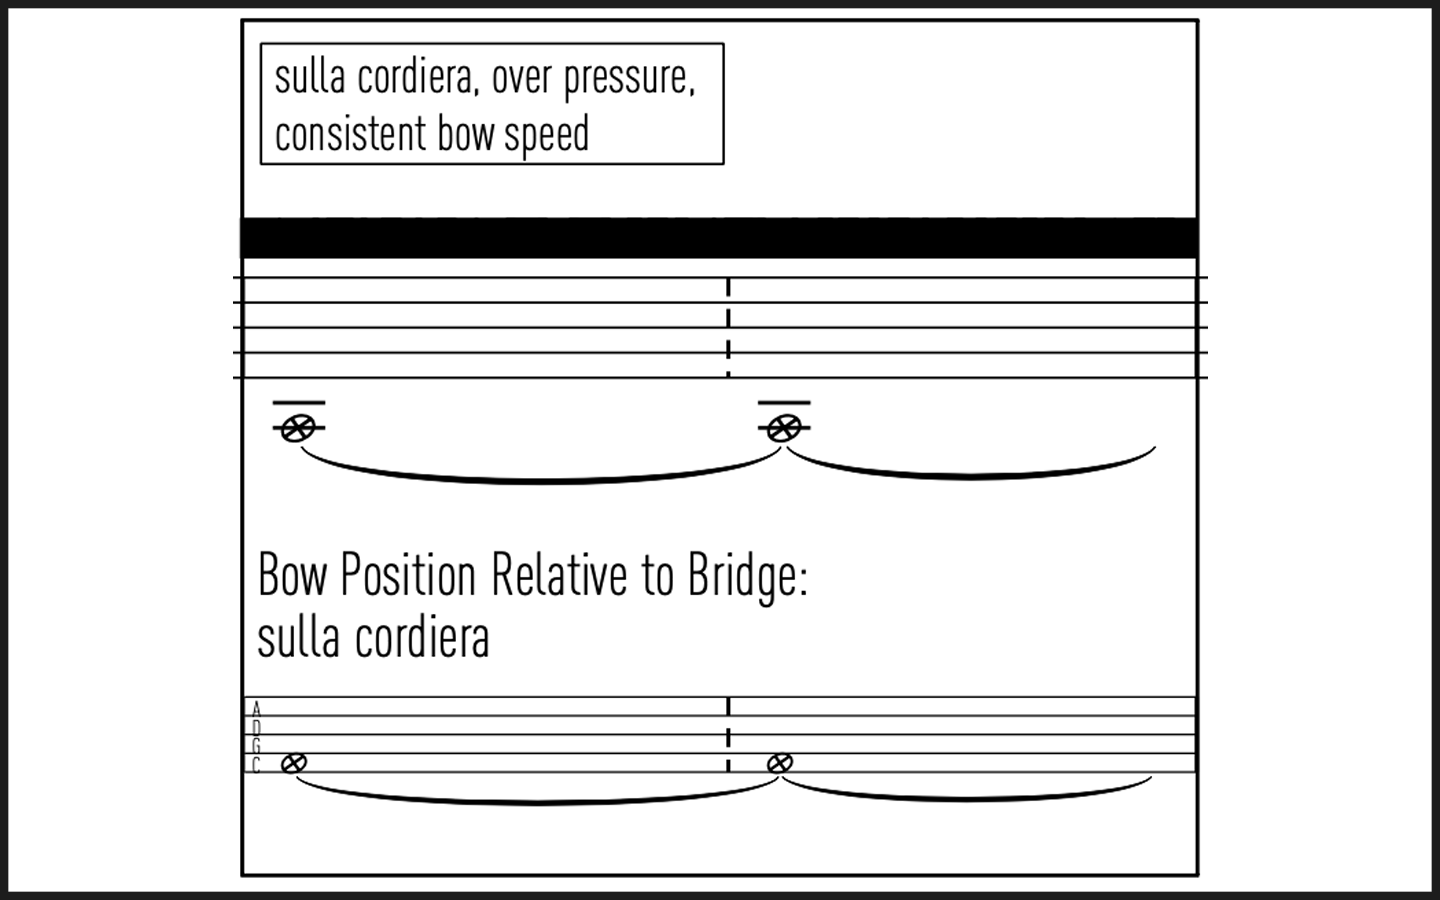 sulla cordiera, over pressure,
consistent bow speed
Bow Position Relative to Bridge:
sulla cordiera
A
D
G
C